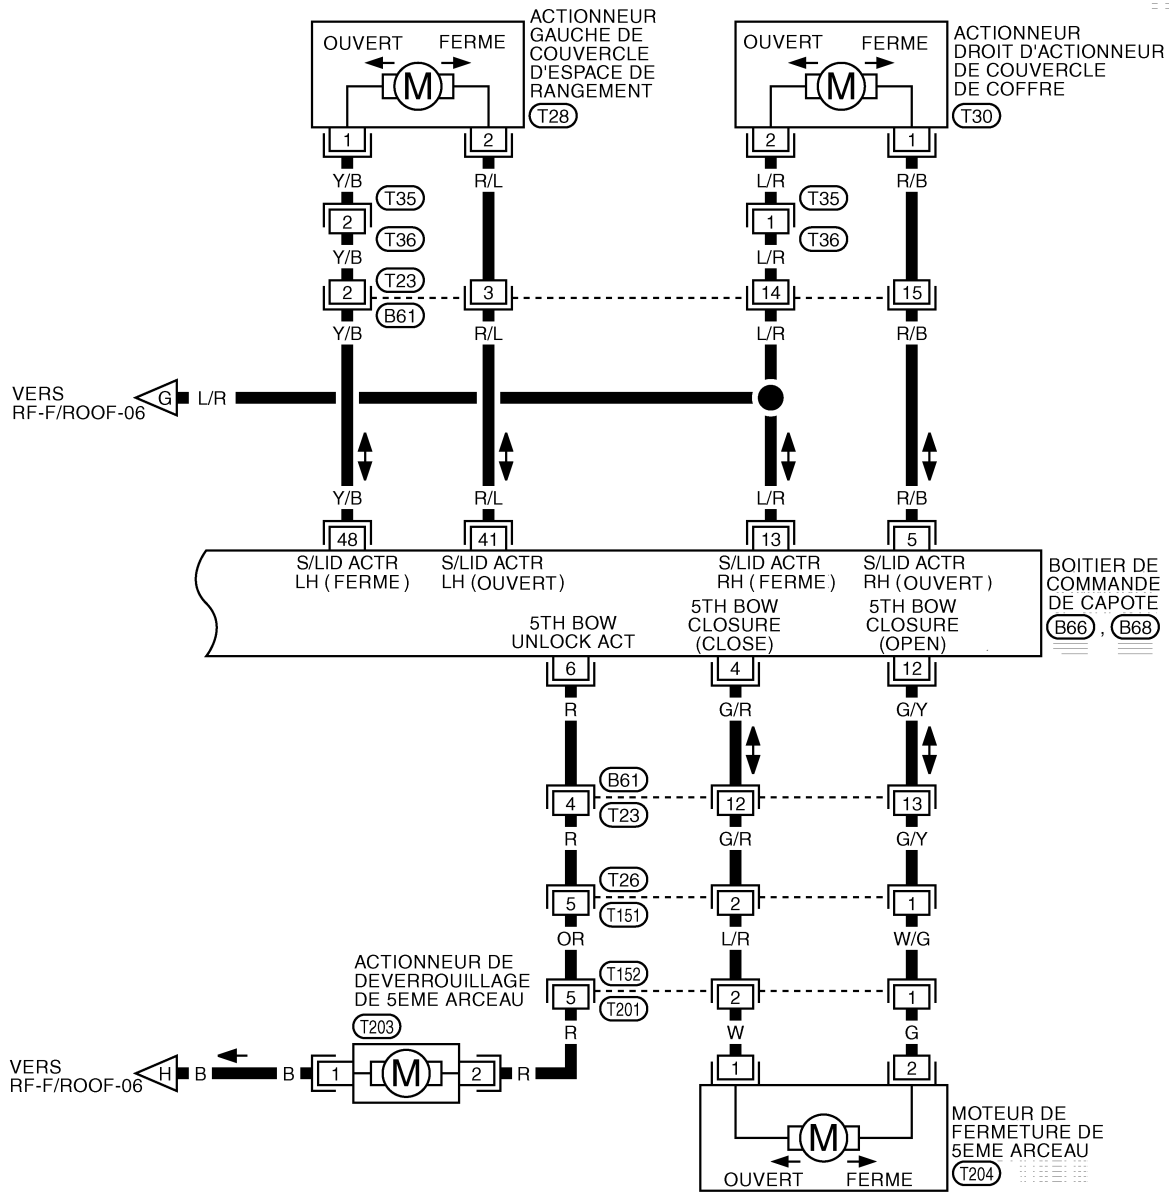 ACTIONNEUR
GAUCHE DE
COUVERCLE
D'ESPACE DE
RANGEMENT
T28
OUVERT FERME
M
1 2
ACTIONNEUR
DROIT D'ACTIONNEUR
DE COUVERCLE
DE COFFRE
T30
OUVERT FERME
M
2 1
Y/B R/L L/R R/B
T35 T35
2 1
T36 T36
Y/B L/R
T23
2 3 14 15
B61
Y/B R/L L/R R/B
VERS
RF-F/ROOF-06
G L/R
Y/B R/L L/R R/B
48 41 13 5
S/LID ACTR
LH (FERME)
S/LID ACTR
LH (OUVERT)
S/LID ACTR
RH (FERME)
S/LID ACTR
RH (OUVERT)
BOITIER DE
COMMANDE
DE CAPOTE
B66 , B68
5TH BOW
UNLOCK ACT
5TH BOW
CLOSURE
(CLOSE)
5TH BOW
CLOSURE
(OPEN)
6 4 12
R G/R G/Y
B61
4 12 13
T23
R G/R G/Y
T26
5 2 1
T151
OR L/R W/G
T152
5 2 1
T201
R W G
ACTIONNEUR DE
DEVERROUILLAGE
DE 5EME ARCEAU
T203
VERS
RF-F/ROOF-06
H B B 1 M 2 R
1 2
M
OUVERT FERME
MOTEUR DE
FERMETURE DE
5EME ARCEAU
T204